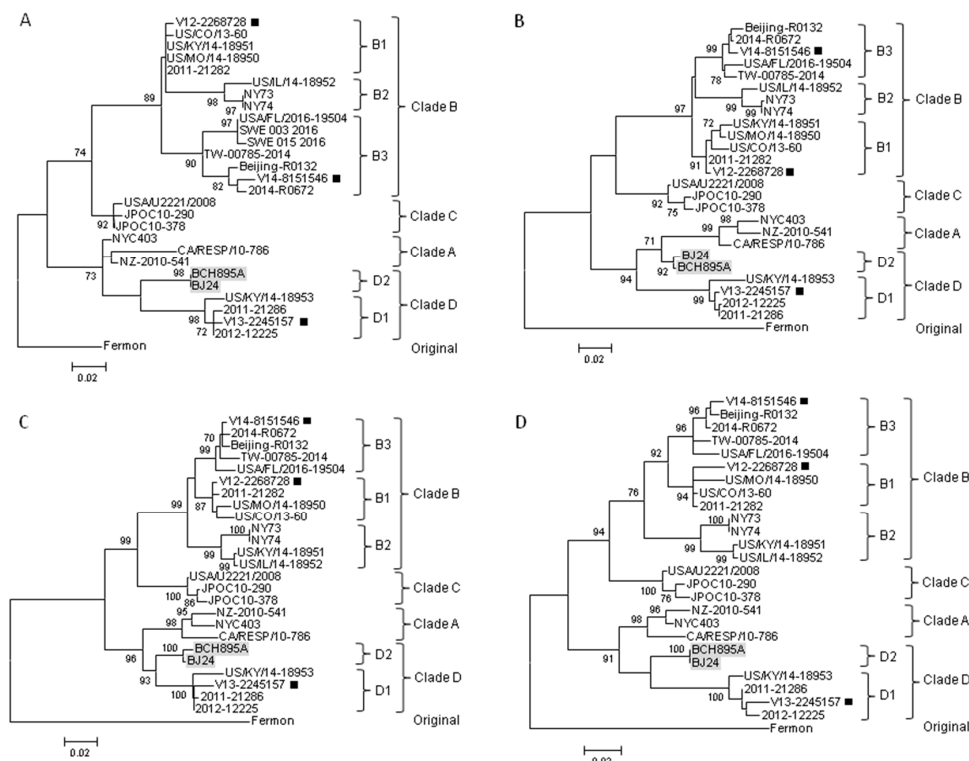 A
V12-2268728
US/CO/13-60
US/KY/14-18951
US/MO/14-18950
2011-21282
B1
US/IL/14-18952
98
NY73
97
NY74
B2
89
Clade B
97
USA/FL/2016-19504
SWE 003 2016
SWE 015 2016
TW-00785-2014
90
Beijing-R0132
V14-8151546
82
2014-R0672
B3
74
USA/U2221/2008
JPOC10-290
92
JPOC10-378
Clade C
NYC403
CA/RESP/10-786
NZ-2010-541
Clade A
73
98
BCH895A
BJ24
D2
US/KY/14-18953
2011-21286
98
V13-2245157
72
2012-12225
D1
Clade D
Fermon
Original
0.02
B
Beijing-R0132
99
2014-R0672
V14-8151546
USA/FL/2016-19504
78
TW-00785-2014
B3
US/IL/14-18952
NY73
99
99
NY74
B2
97
Clade B
72
US/KY/14-18951
US/MO/14-18950
US/CO/13-60
2011-21282
91
V12-2268728
B1
USA/U2221/2008
JPOC10-290
92
75
JPOC10-378
Clade C
98
NYC403
99
NZ-2010-541
CA/RESP/10-786
Clade A
71
BJ24
92
BCH895A
D2
94
US/KY/14-18953
V13-2245157
99
2012-12225
2011-21286
D1
Clade D
Fermon
Original
0.02
C
V14-8151546
70
2014-R0672
Beijing-R0132
99
TW-00785-2014
USA/FL/2016-19504
B3
V12-2268728
2011-21282
87
US/MO/14-18950
US/CO/13-60
B1
99
Clade B
100
NY73
NY74
US/KY/14-18951
99
99
US/IL/14-18952
B2
99
USA/U2221/2008
JPOC10-290
100
86
JPOC10-378
Clade C
95
NZ-2010-541
98
NYC403
CA/RESP/10-786
Clade A
96
100
BCH895A
BJ24
D2
93
US/KY/14-18953
V13-2245157
100
2011-21286
2012-12225
D1
Clade D
Fermon
Original
0.02
D
V14-8151546
96
Beijing-R0132
96
2014-R0672
TW-00785-2014
USA/FL/2016-19504
B3
92
V12-2268728
US/MO/14-18950
94
US/CO/13-60
2011-21282
B1
76
Clade B
100
NY73
NY74
US/KY/14-18951
99
99
US/IL/14-18952
B2
94
USA/U2221/2008
JPOC10-290
100
76
JPOC10-378
Clade C
96
NZ-2010-541
98
NYC403
CA/RESP/10-786
Clade A
91
100
BCH895A
BJ24
D2
US/KY/14-18953
2011-21286
100
V13-2245157
2012-12225
D1
Clade D
Fermon
Original
0.02